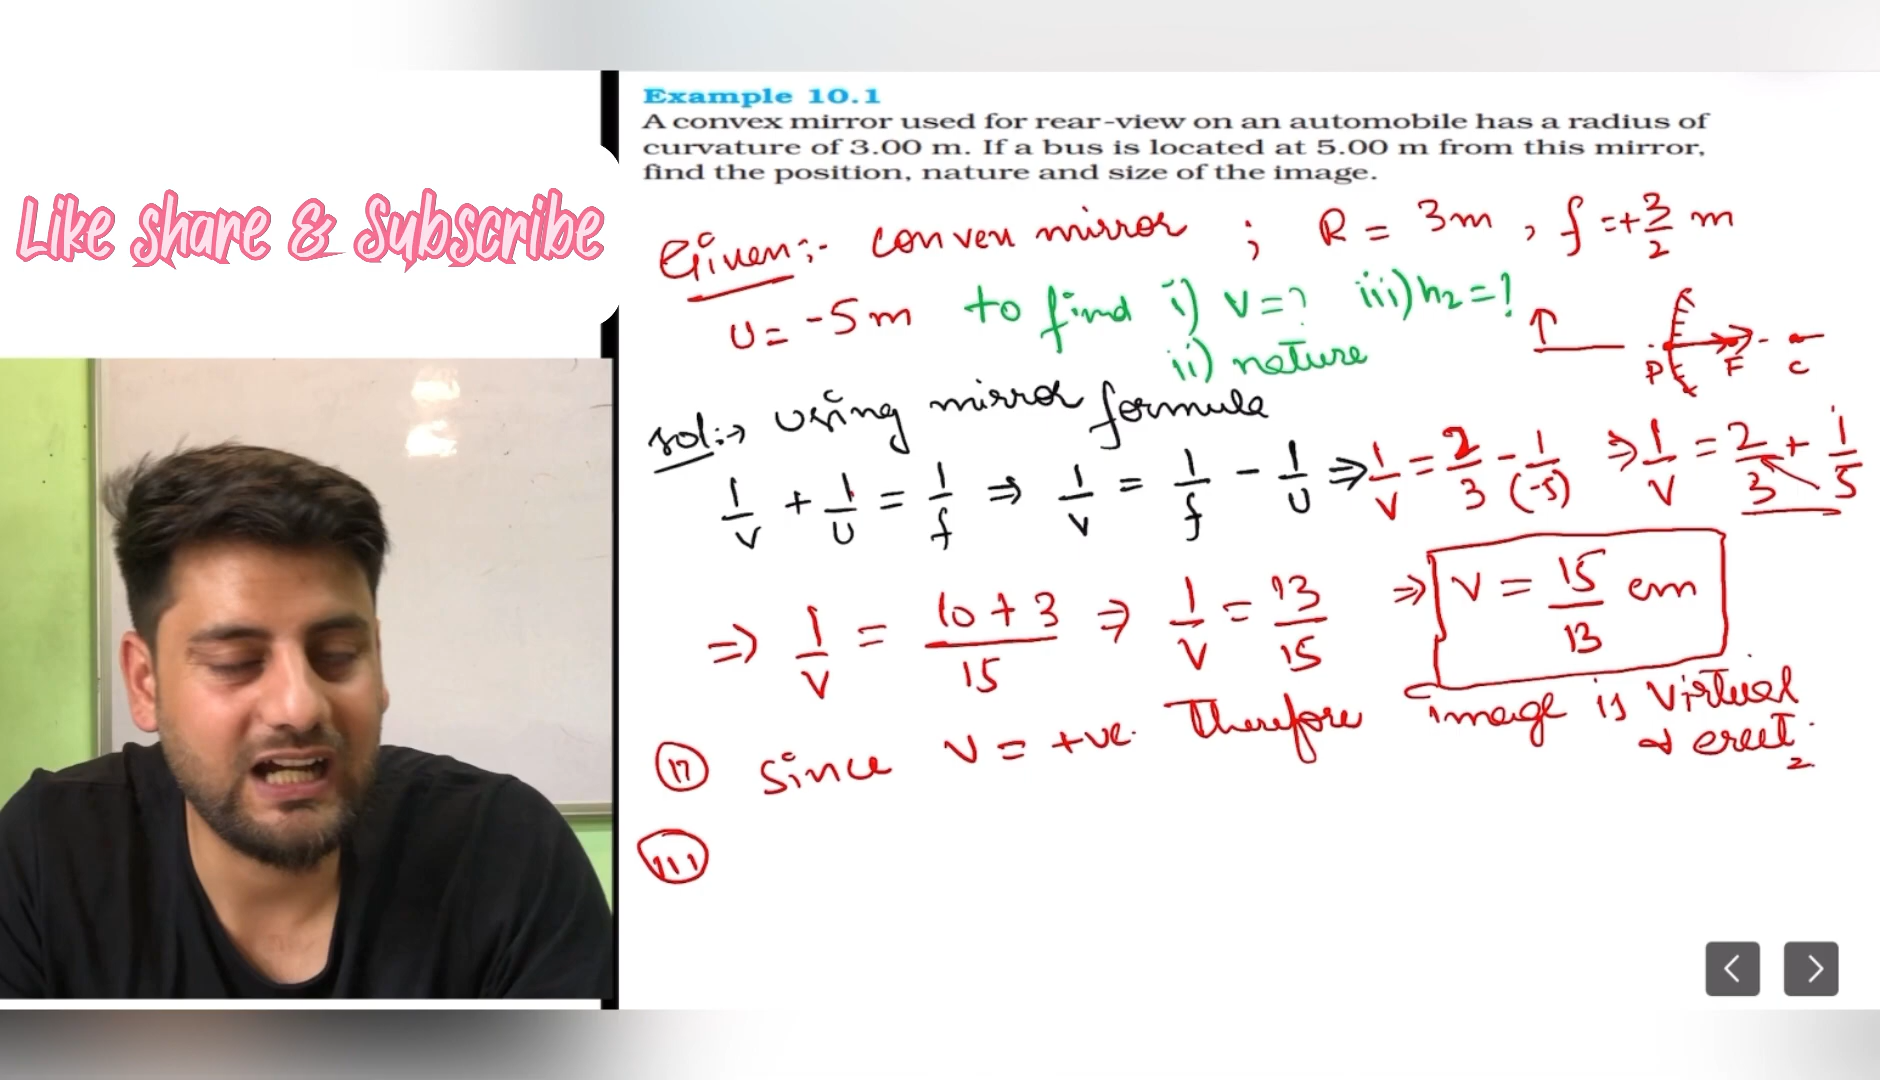 Like share & Subscribe
Example 10.1
A convex mirror used for rear-view on an automobile has a radius of
curvature of 3.00 m. If a bus is located at 5.00 m from this mirror,
find the position, nature and size of the image.
Given:- conven mirror ; R = 3m , f = +3/2 m
U = -5m to find i) V = ? iii) h2 = ?
ii) nature
P F C
sol:→ using mirror formula
1/V + 1/U = 1/f ⇒ 1/V = 1/f - 1/U ⇒ 1/V = 2/3 - 1/(-5) ⇒ 1/V = 2/3 + 1/5
⇒ 1/V = 10 + 3/15 ⇒ 1/V = 13/15 ⇒ V = 15/13 cm
ii since V = +ve. Therefore image is virtual
& erect.
iii